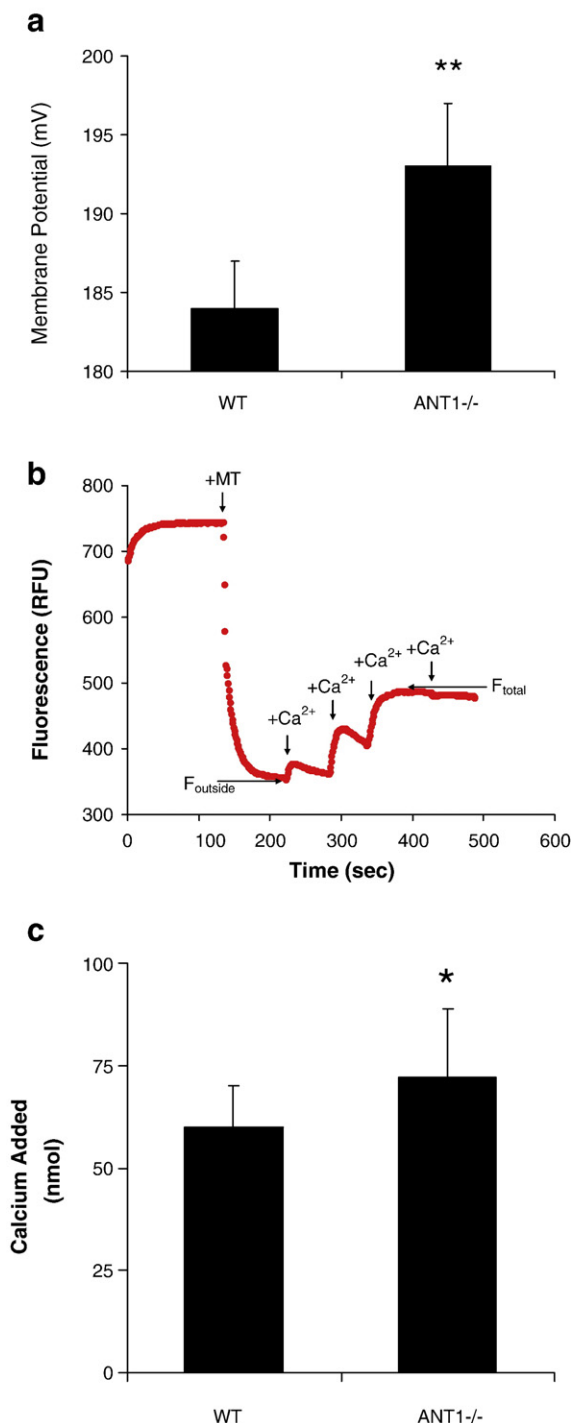 a
200
195
190
185
180
Membrane Potential (mV)
**
WT
ANT1-/-
b
800
700
600
500
400
300
Fluorescence (RFU)
+MT
+Ca²⁺
+Ca²⁺
+Ca²⁺
+Ca²⁺
F_outside
F_total
0
100
200
300
400
500
600
Time (sec)
c
100
75
50
25
0
Calcium Added
(nmol)
*
WT
ANT1-/-